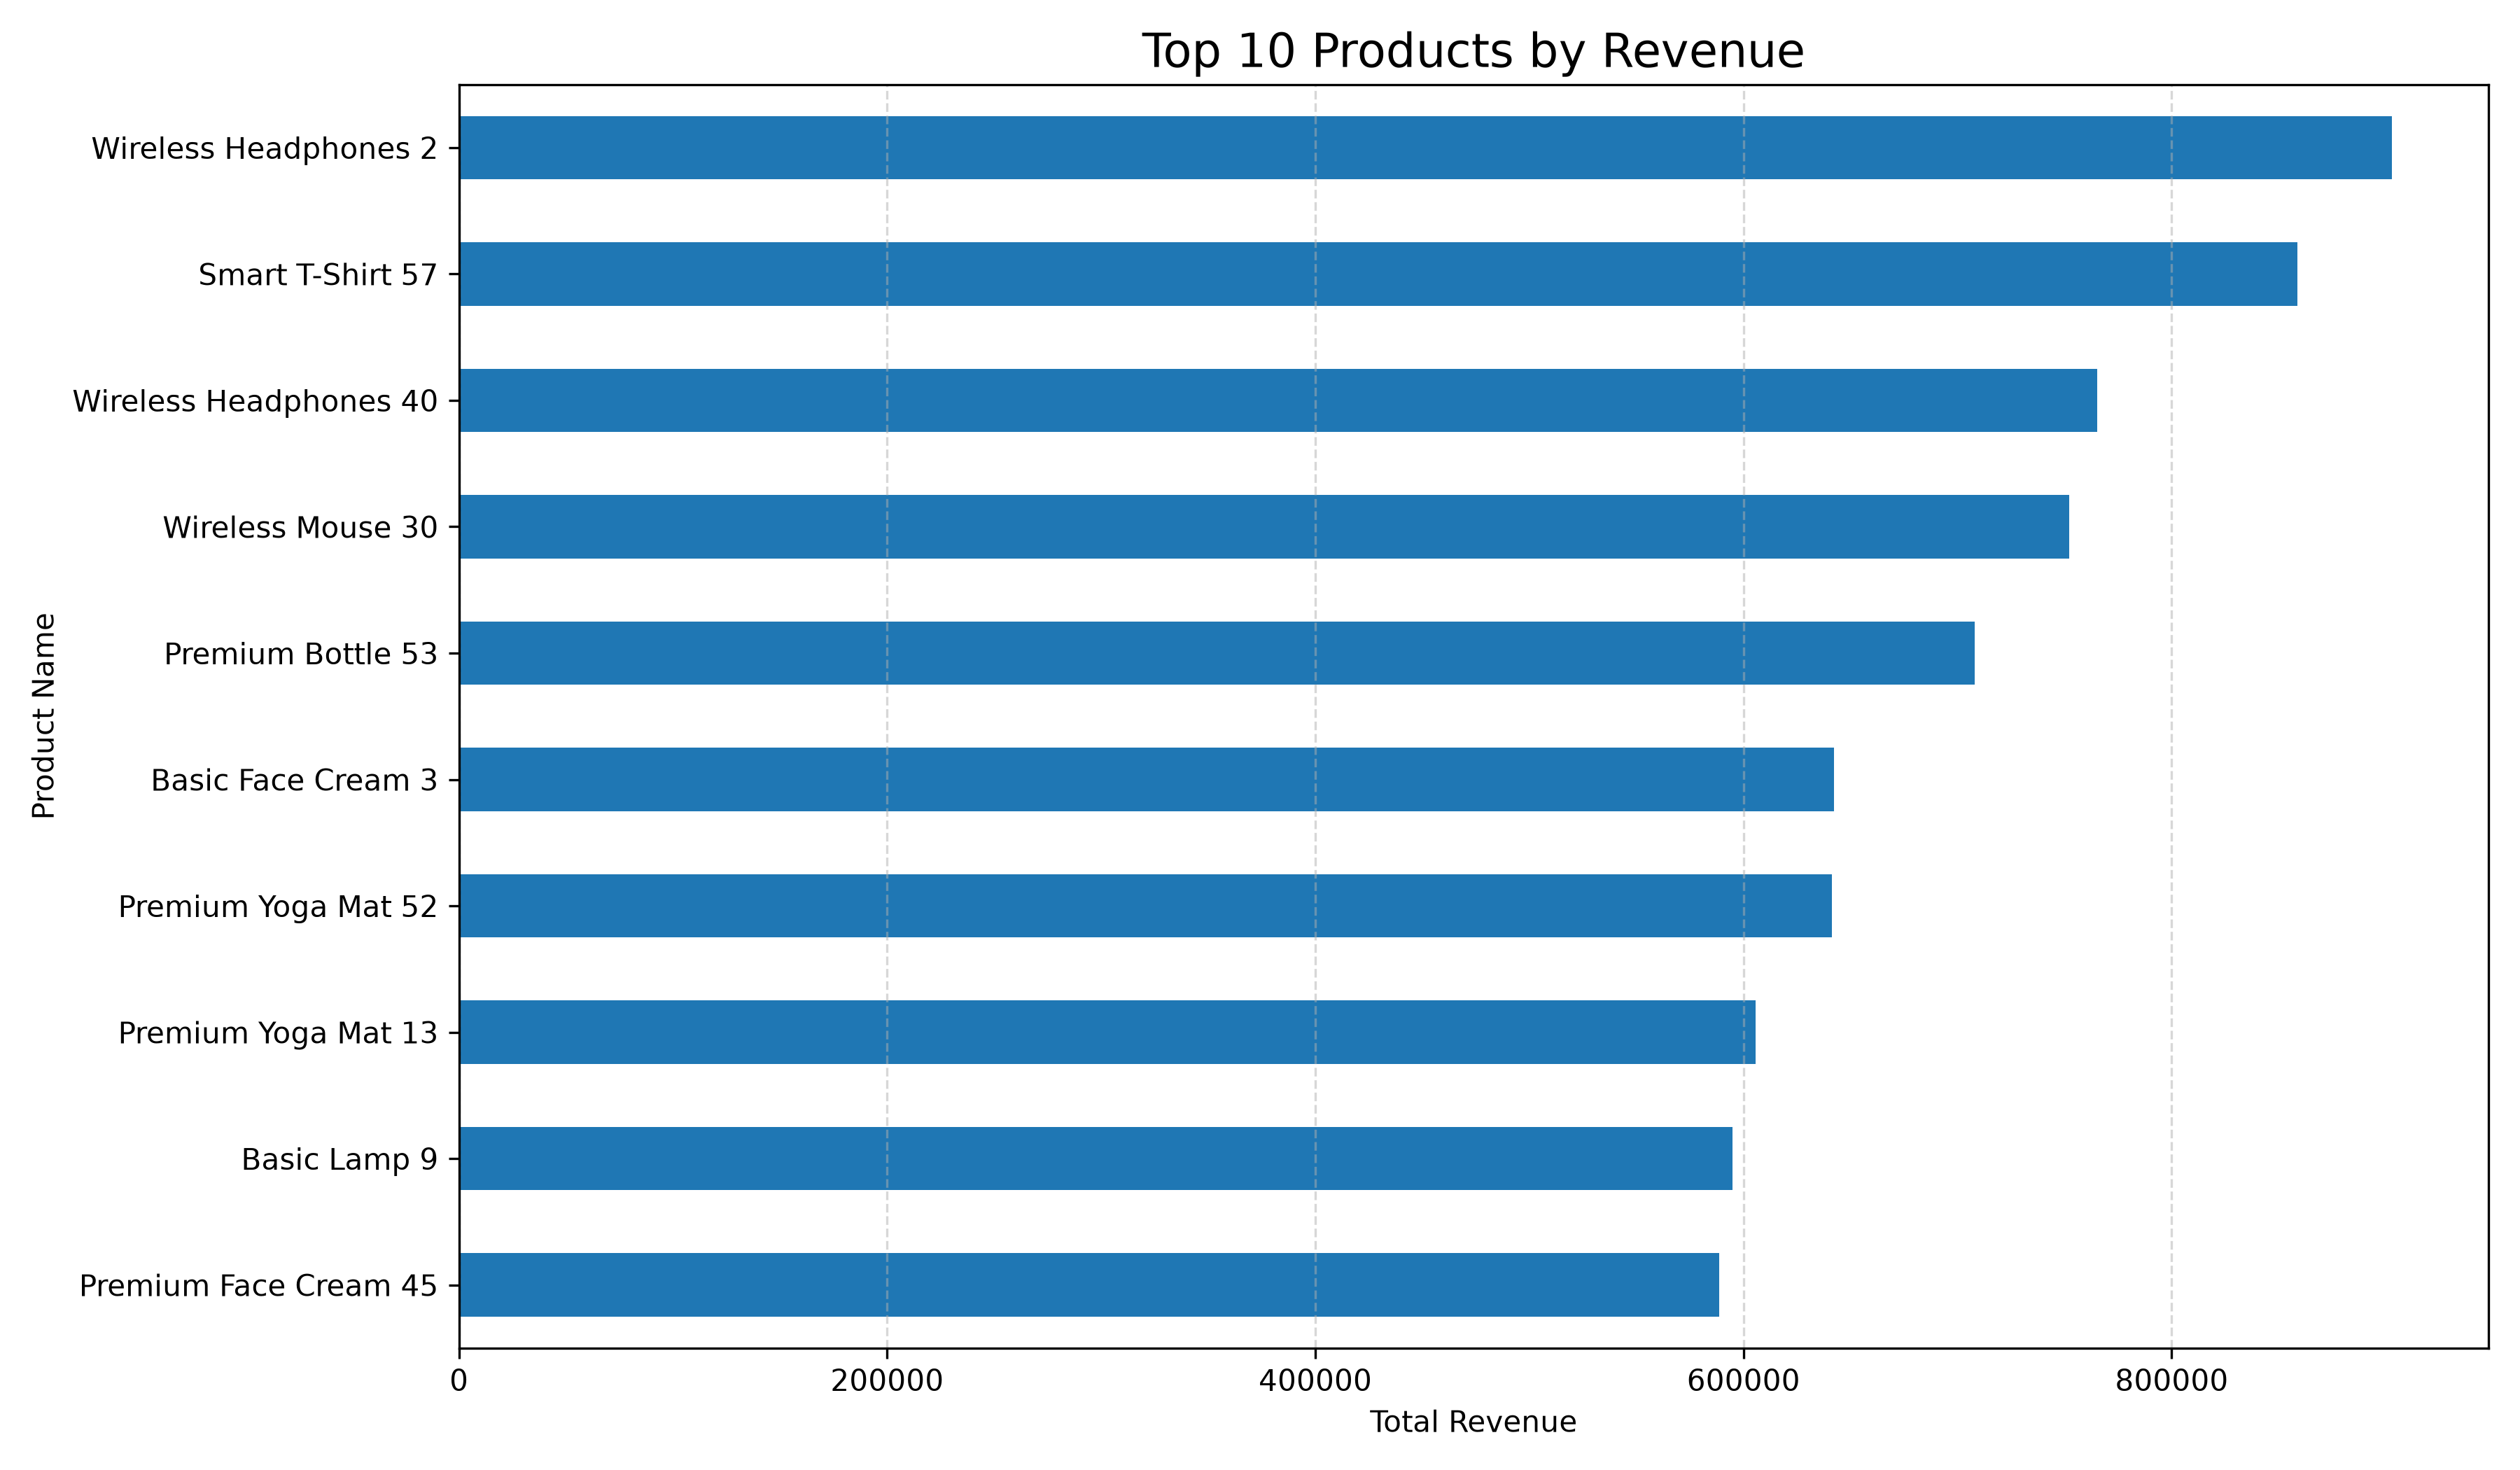 Top 10 Products by Revenue
Wireless Headphones 2
Smart T-Shirt 57
Wireless Headphones 40
Wireless Mouse 30
Premium Bottle 53
Basic Face Cream 3
Premium Yoga Mat 52
Premium Yoga Mat 13
Basic Lamp 9
Premium Face Cream 45
Product Name
0 200000 400000 600000 800000
Total Revenue